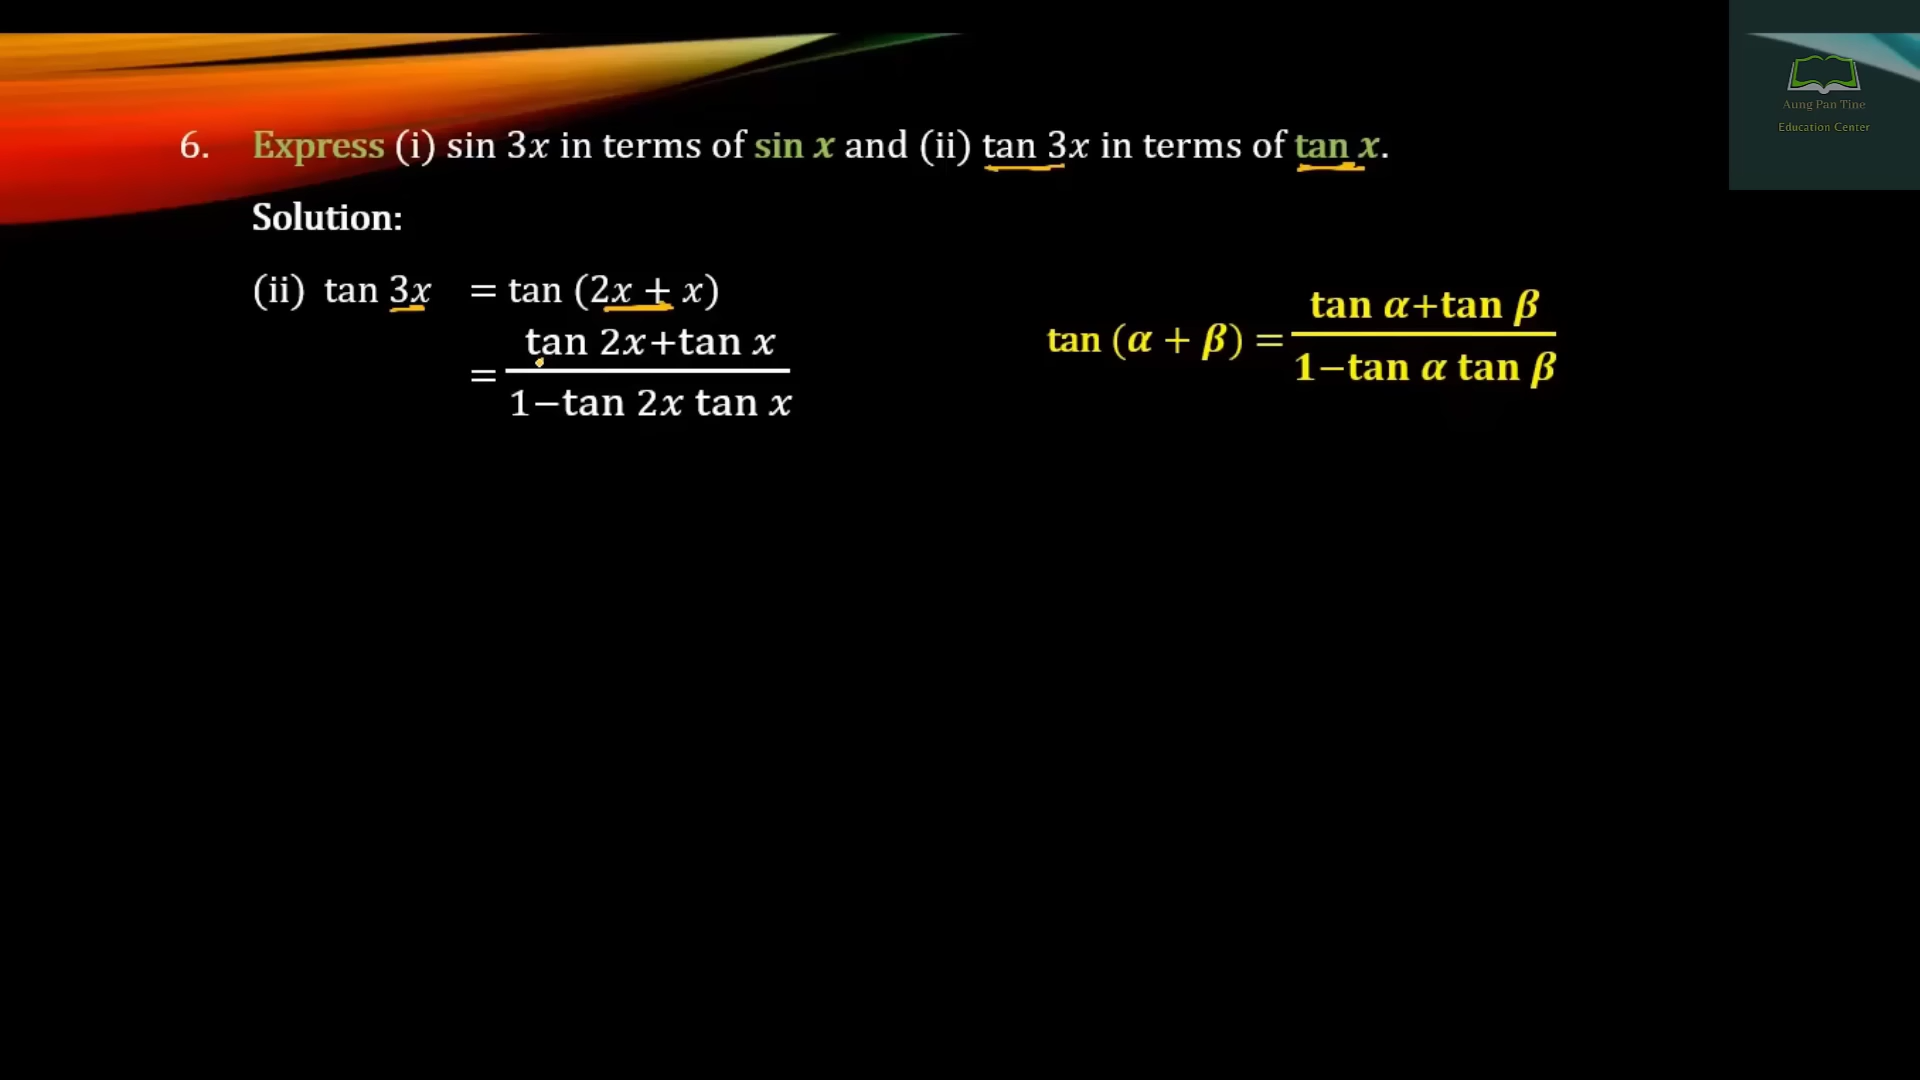 Aung Pan Tine
Education Center
6. Express (i) sin 3x in terms of sin x and (ii) tan 3x in terms of tan x.
Solution:
(ii) tan 3x = tan (2x + x)
= \frac{tan 2x+tan x}{1−tan 2x tan x}
tan (α + β) = \frac{tan α+tan β}{1−tan α tan β}